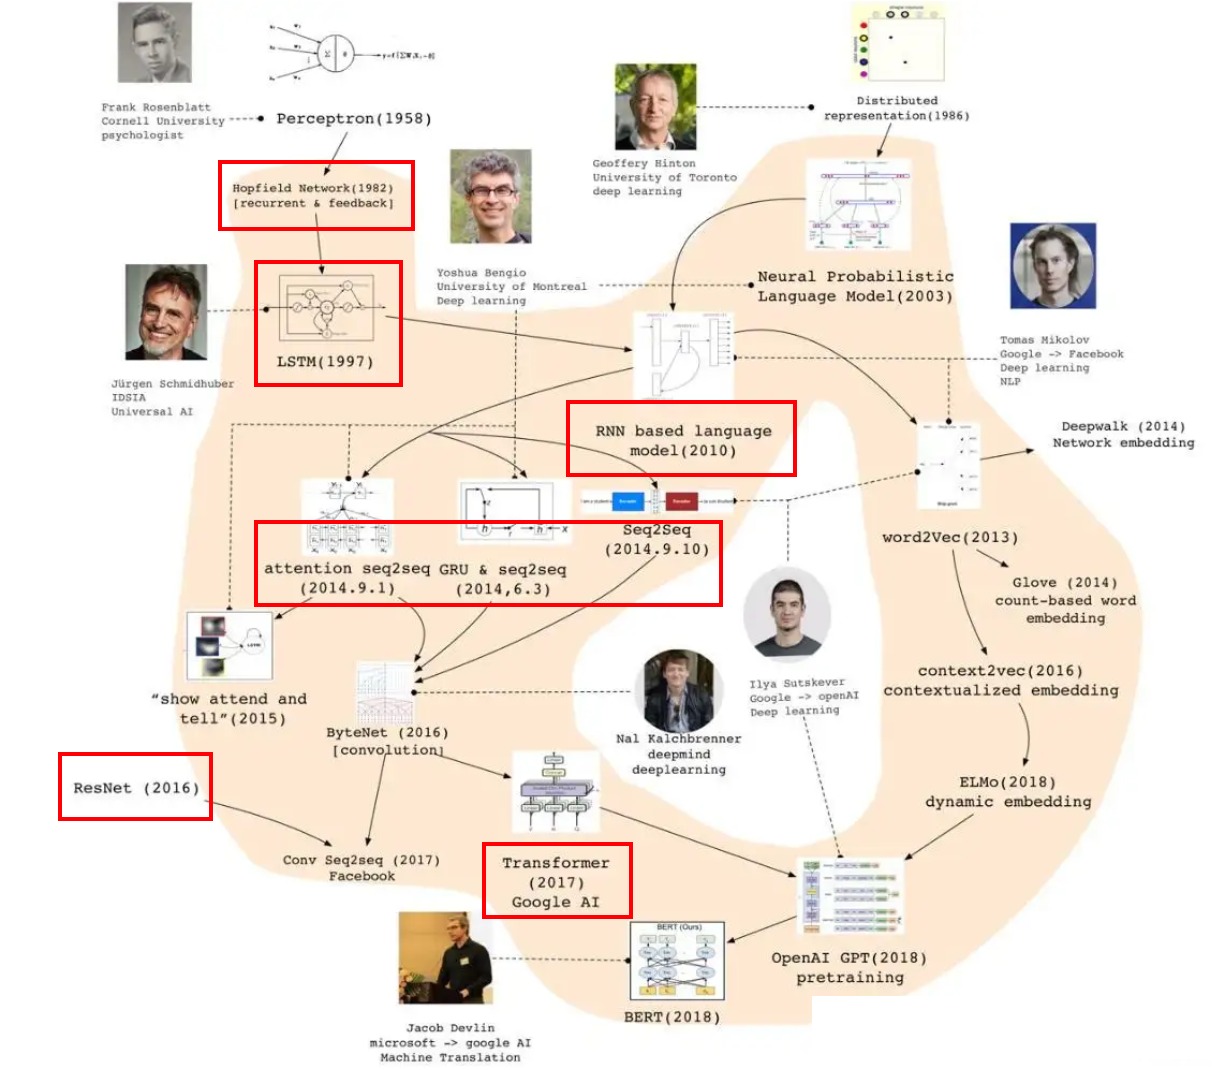 Frank Rosenblatt
Cornell University
psychologist
Perceptron(1958)
Distributed
representation(1986)
Geoffery Hinton
University of Toronto
deep learning
Hopfield Network(1982)
[recurrent & feedback]
Yoshua Bengio
University of Montreal
Deep learning
Neural Probabilistic
Language Model(2003)
Jürgen Schmidhuber
IDSIA
Universal AI
LSTM(1997)
Tomas Mikolov
Google -> Facebook
Deep learning
NLP
RNN based language
model(2010)
Deepwalk (2014)
Network embedding
Seq2Seq
(2014.9.10)
attention seq2seq
(2014.9.1)
GRU & seq2seq
(2014,6.3)
word2Vec(2013)
Glove (2014)
count-based word
embedding
LSTM
“show attend and
tell”(2015)
ByteNet (2016)
[convolution]
Nal Kalchbrenner
deepmind
deeplearning
Ilya Sutskever
Google -> openAI
Deep learning
context2vec(2016)
contextualized embedding
ResNet (2016)
ELMo(2018)
dynamic embedding
Conv Seq2seq (2017)
Facebook
Transformer
(2017)
Google AI
BERT (Ours)
OpenAI GPT(2018)
pretraining
BERT(2018)
Jacob Devlin
microsoft -> google AI
Machine Translation